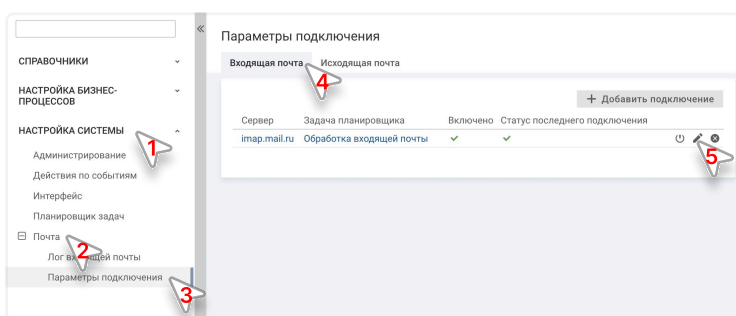 Параметры подключения
СПРАВОЧНИКИ
Входящая почта Исходящая почта
4
НАСТРОЙКА БИЗНЕС-
ПРОЦЕССОВ
+ Добавить подключение
Сервер Задача планировщика Включено Статус последнего подключения
НАСТРОЙКА СИСТЕМЫ
1
imap.mail.ru Обработка входящей почты
5
Администрирование
Действия по событиям
Интерфейс
Планировщик задач
Почта
2
Лог входящей почты
Параметры подключения
3